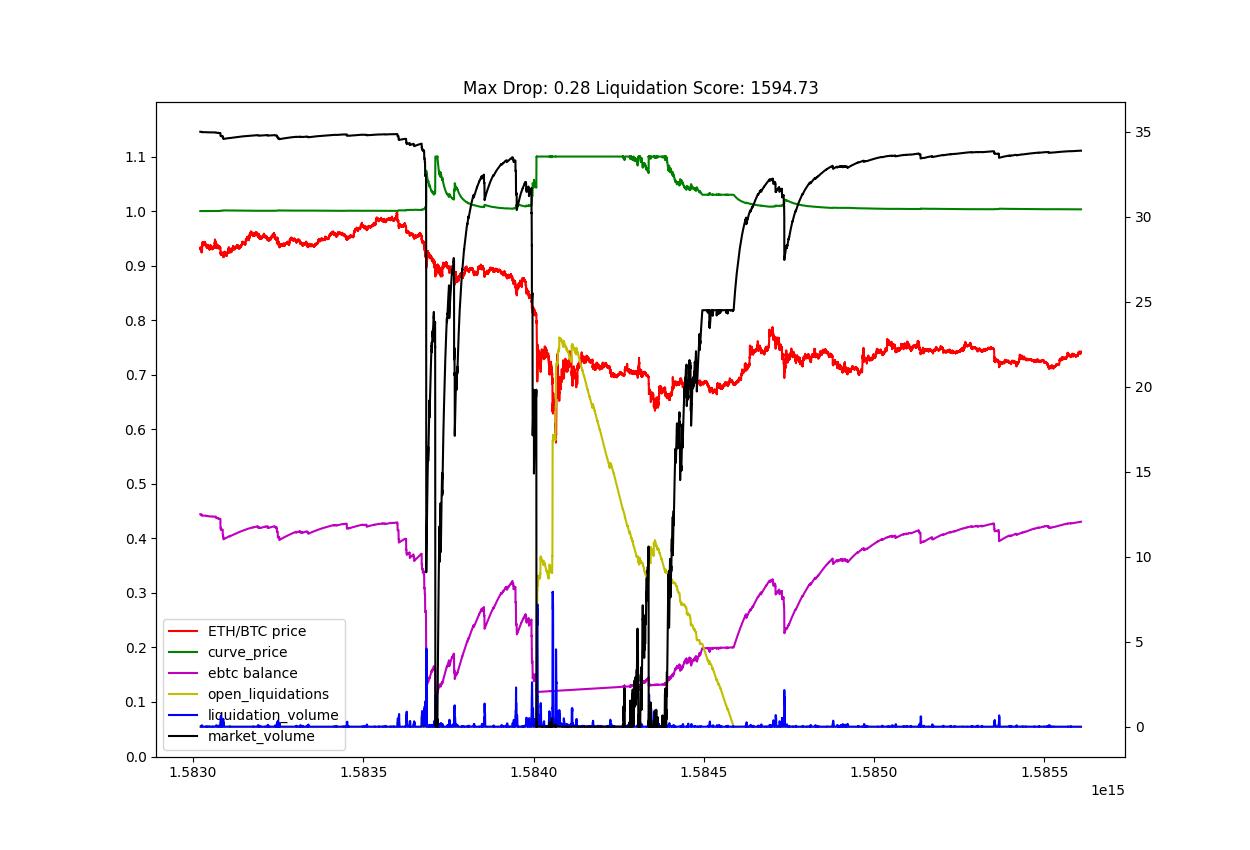 Max Drop: 0.28 Liquidation Score: 1594.73
1.1
1.0
0.9
0.8
0.7
0.6
0.5
0.4
0.3
0.2
0.1
0.0
35
30
25
20
15
10
5
0
ETH/BTC price
curve_price
ebtc balance
open_liquidations
liquidation_volume
market_volume
1.5830 1.5835 1.5840 1.5845 1.5850 1.5855
1e15